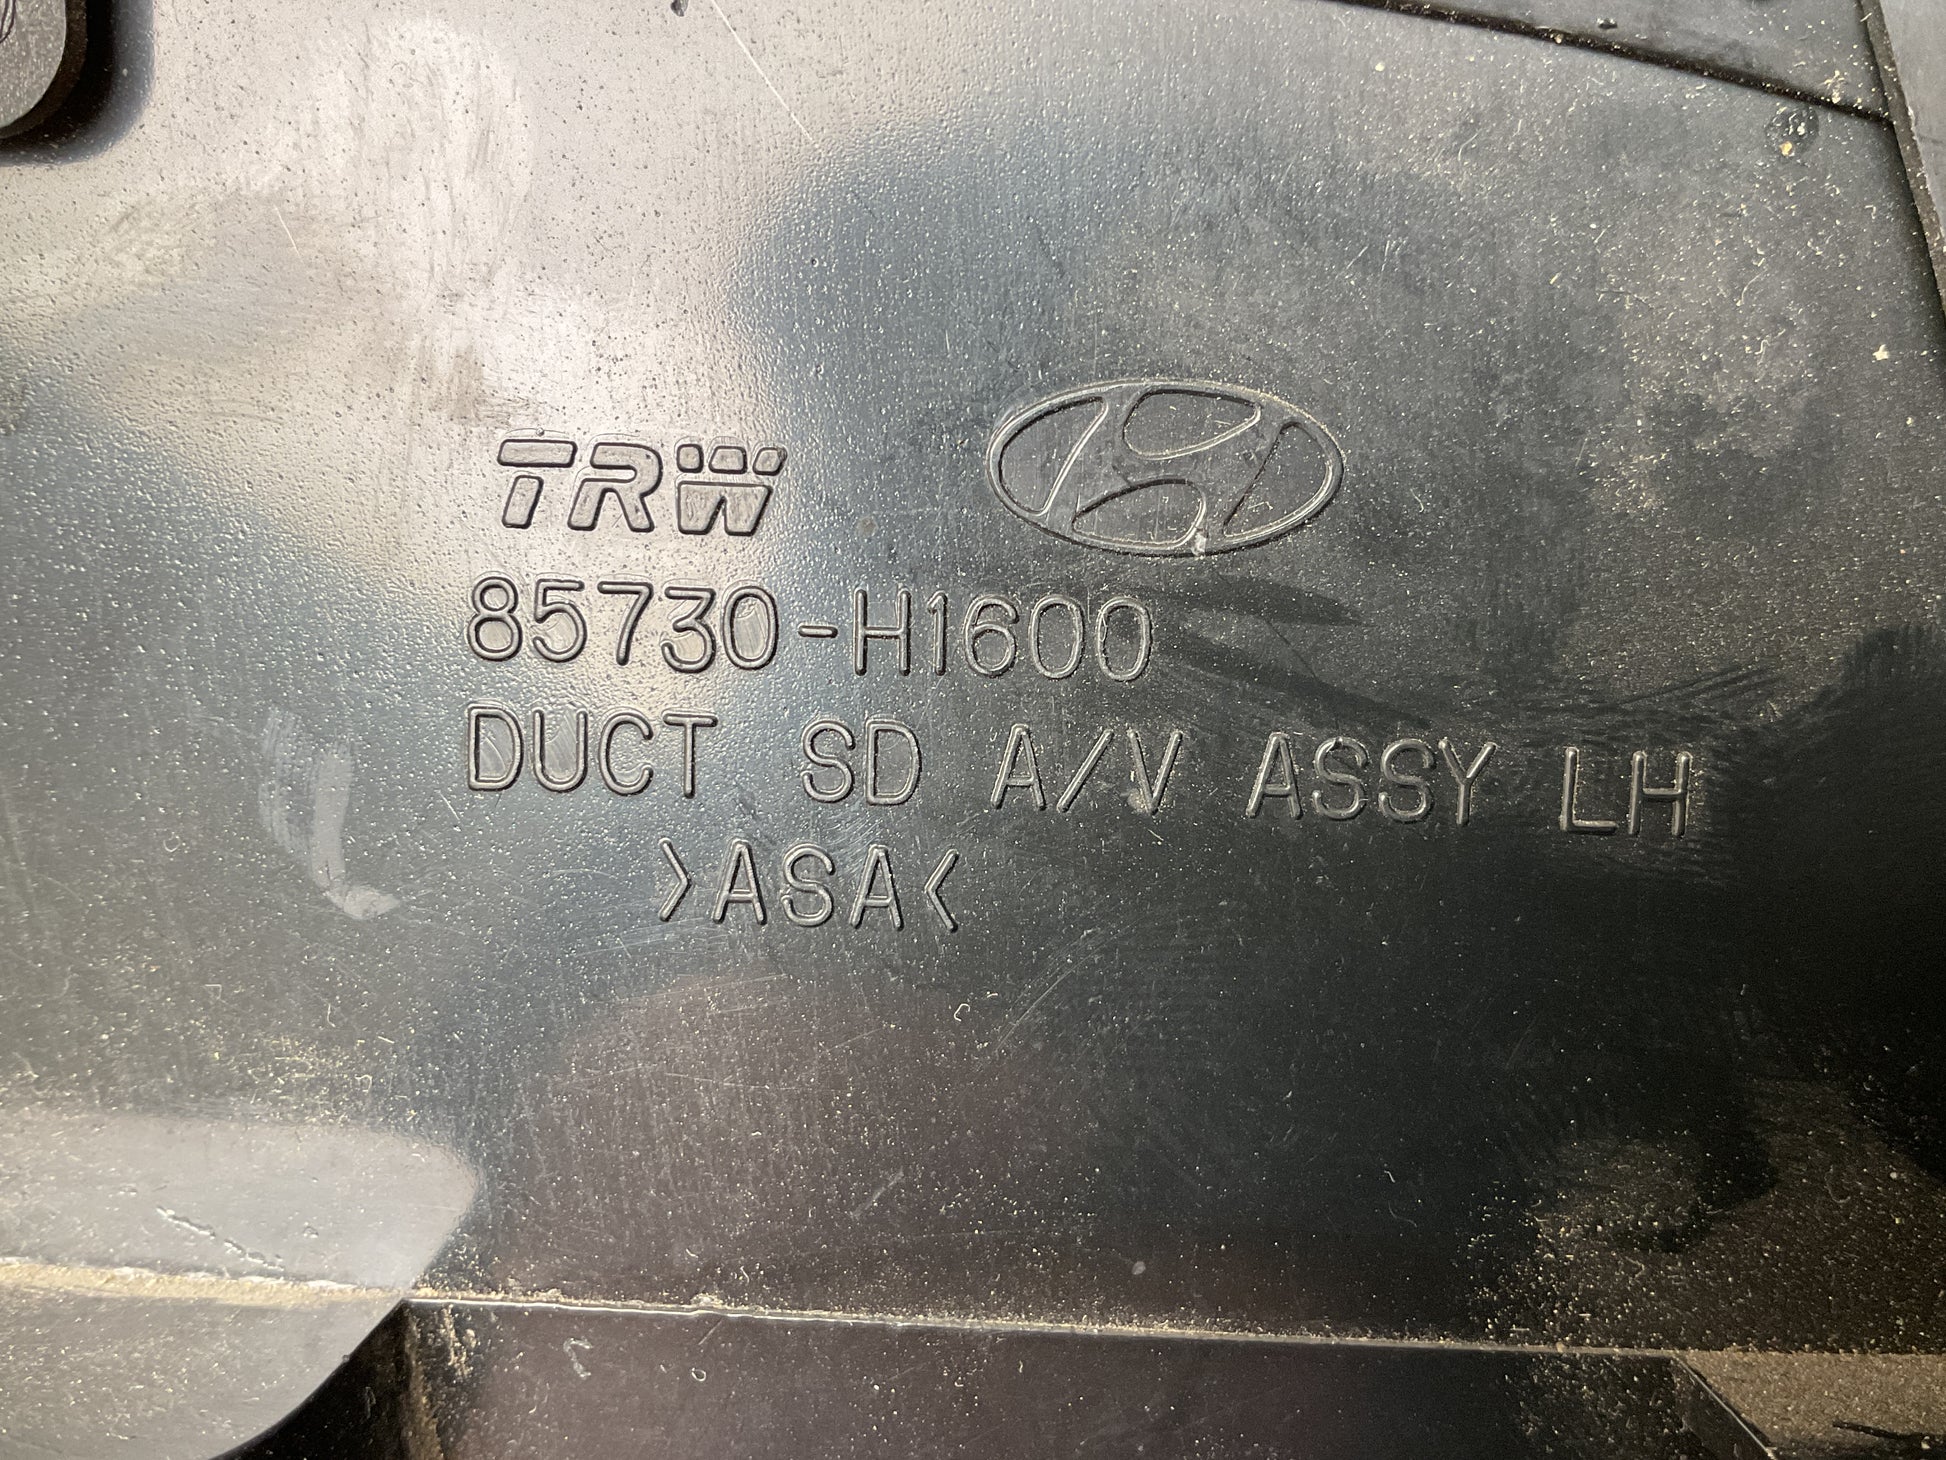 TRW
85730-H1600
DUCT SD A/V ASSY LH
>ASA<